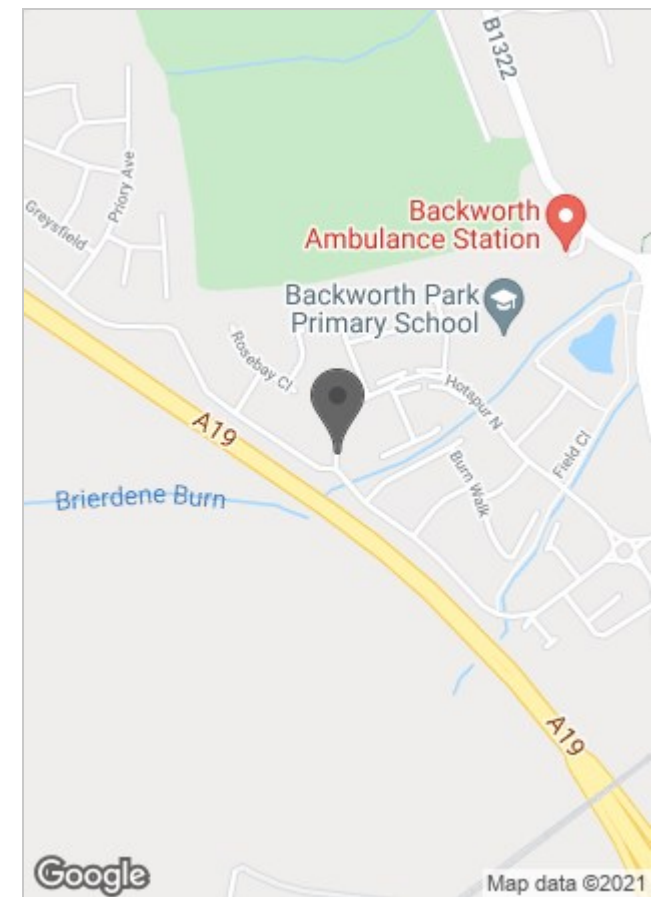 B1322
Priory Ave
Greysfield
Backworth
Ambulance Station
Backworth Park
Primary School
Rosebay Cl
Hotspur N
A19
Field Cl
Burn Walk
Brierdene Burn
A19
Google
Map data ©2021